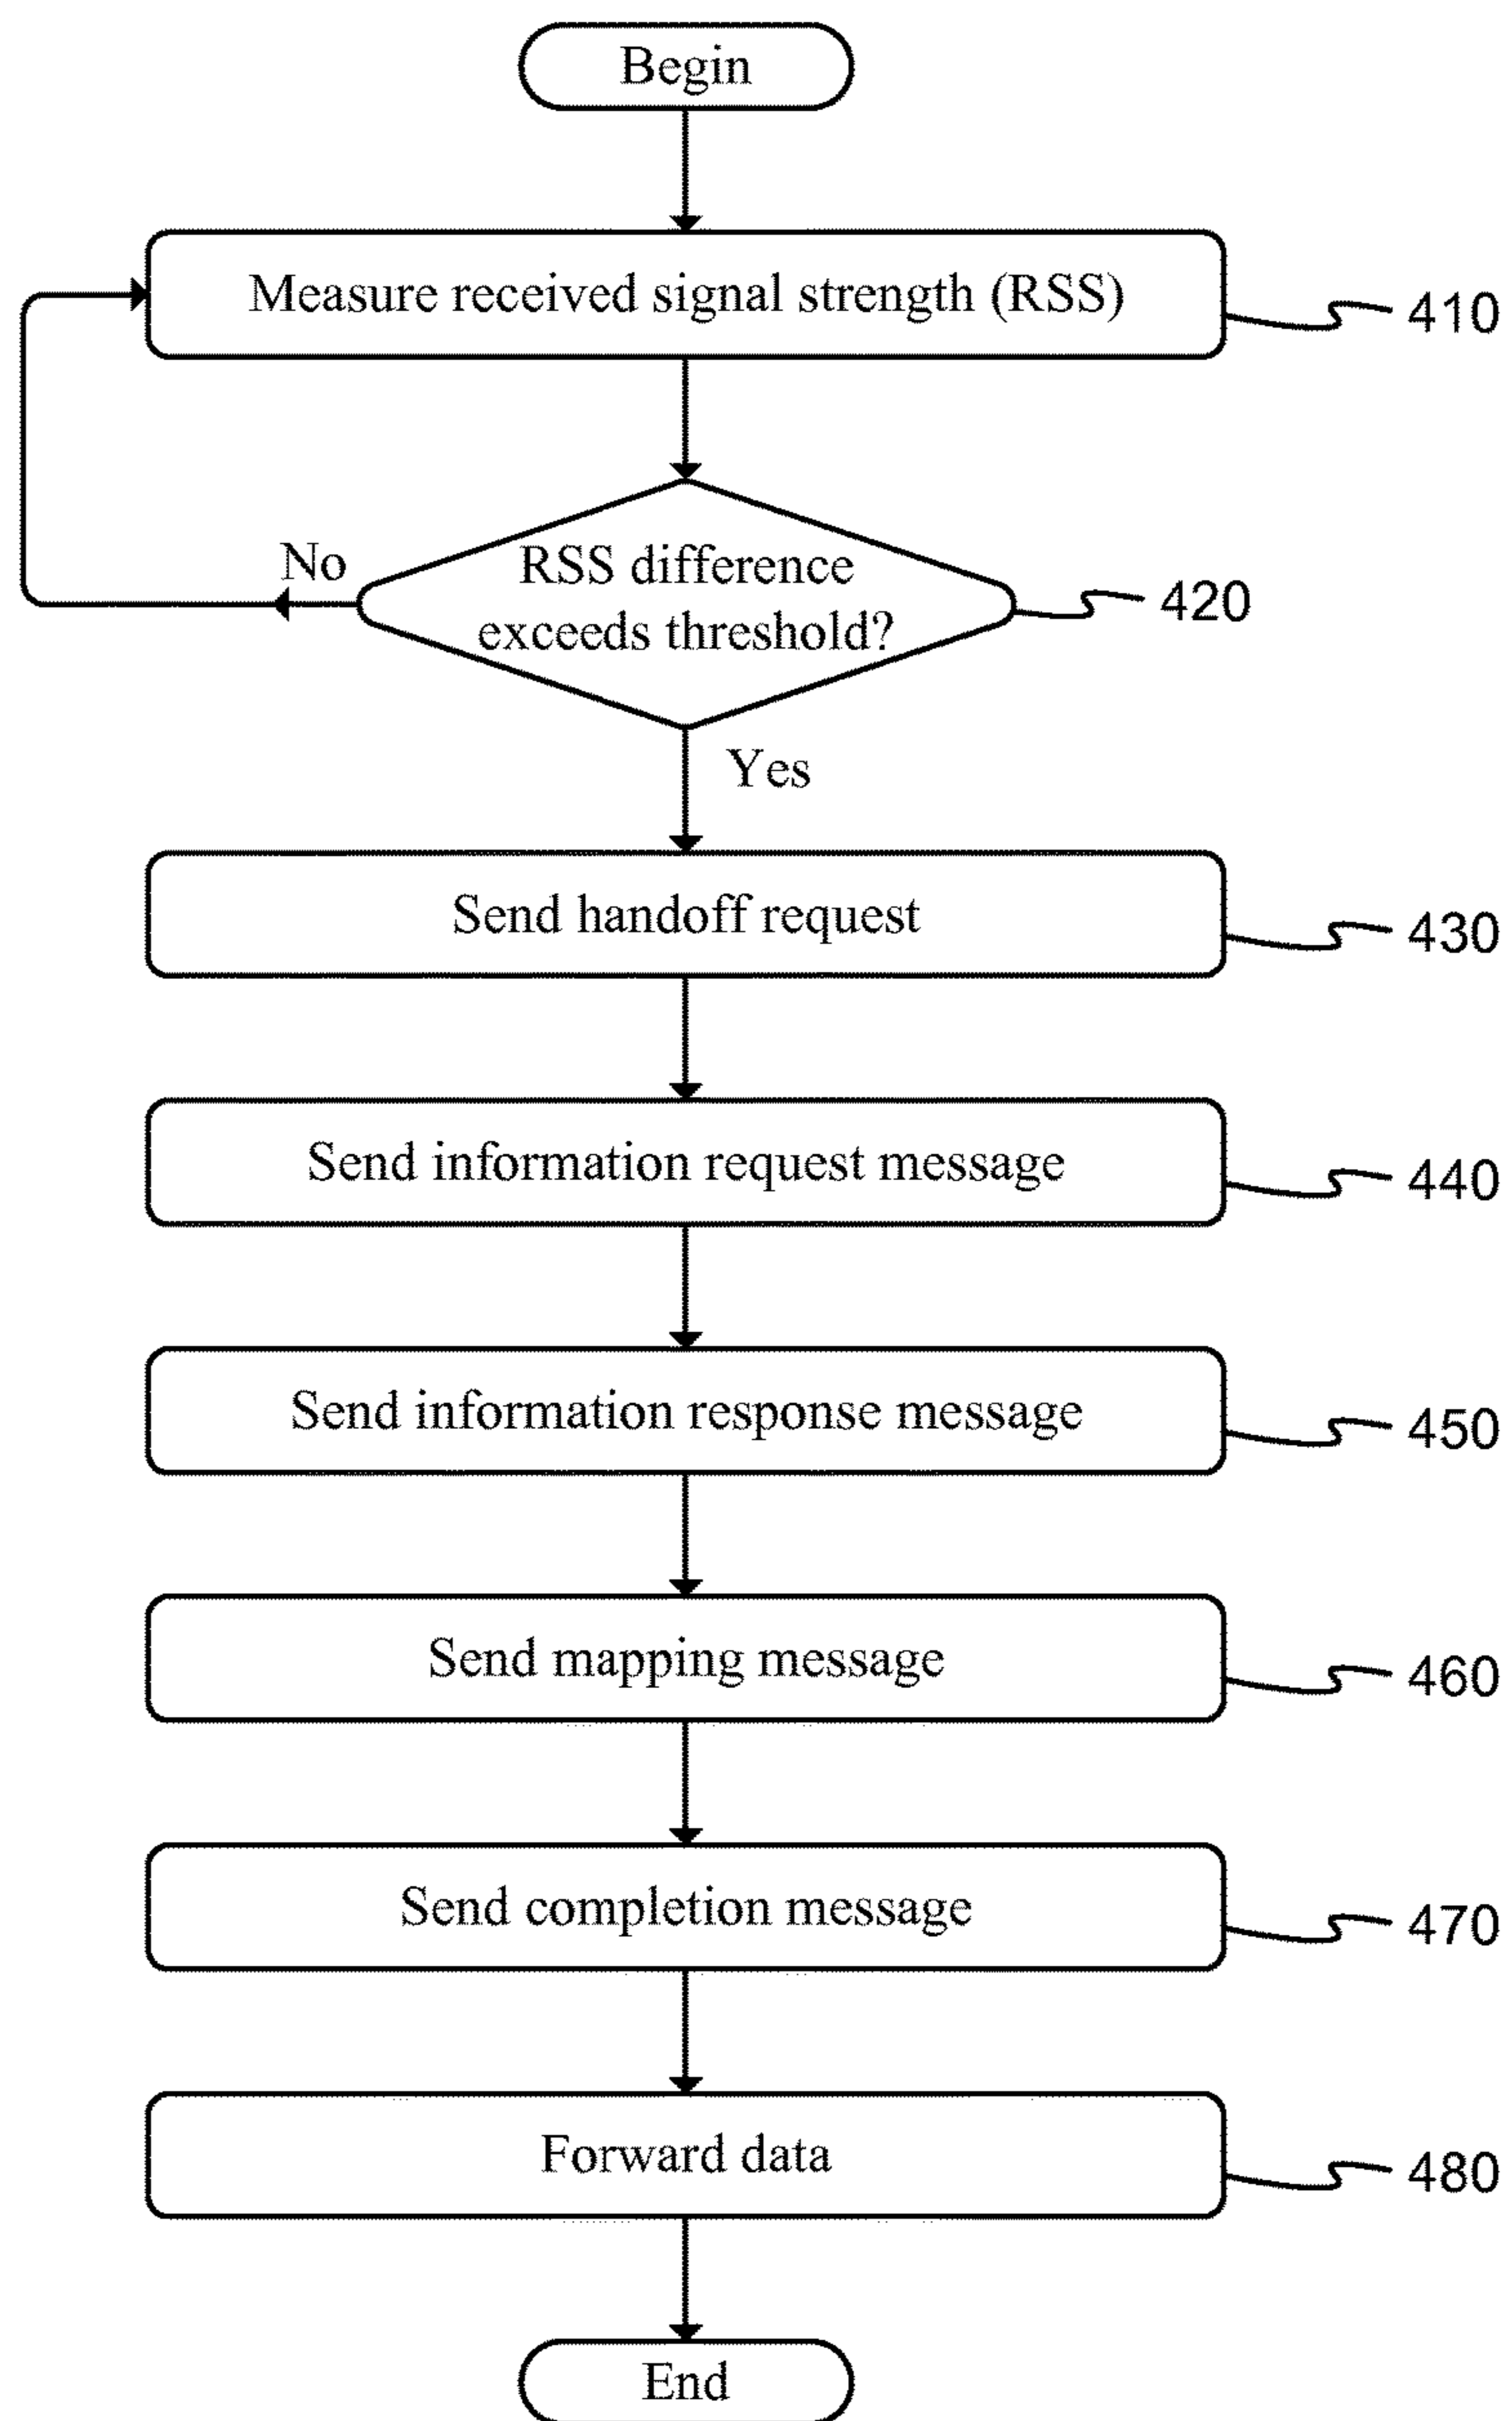 Begin
Measure received signal strength (RSS)
410
No
RSS difference
exceeds threshold?
420
Yes
Send handoff request
430
Send information request message
440
Send information response message
450
Send mapping message
460
Send completion message
470
Forward data
480
End